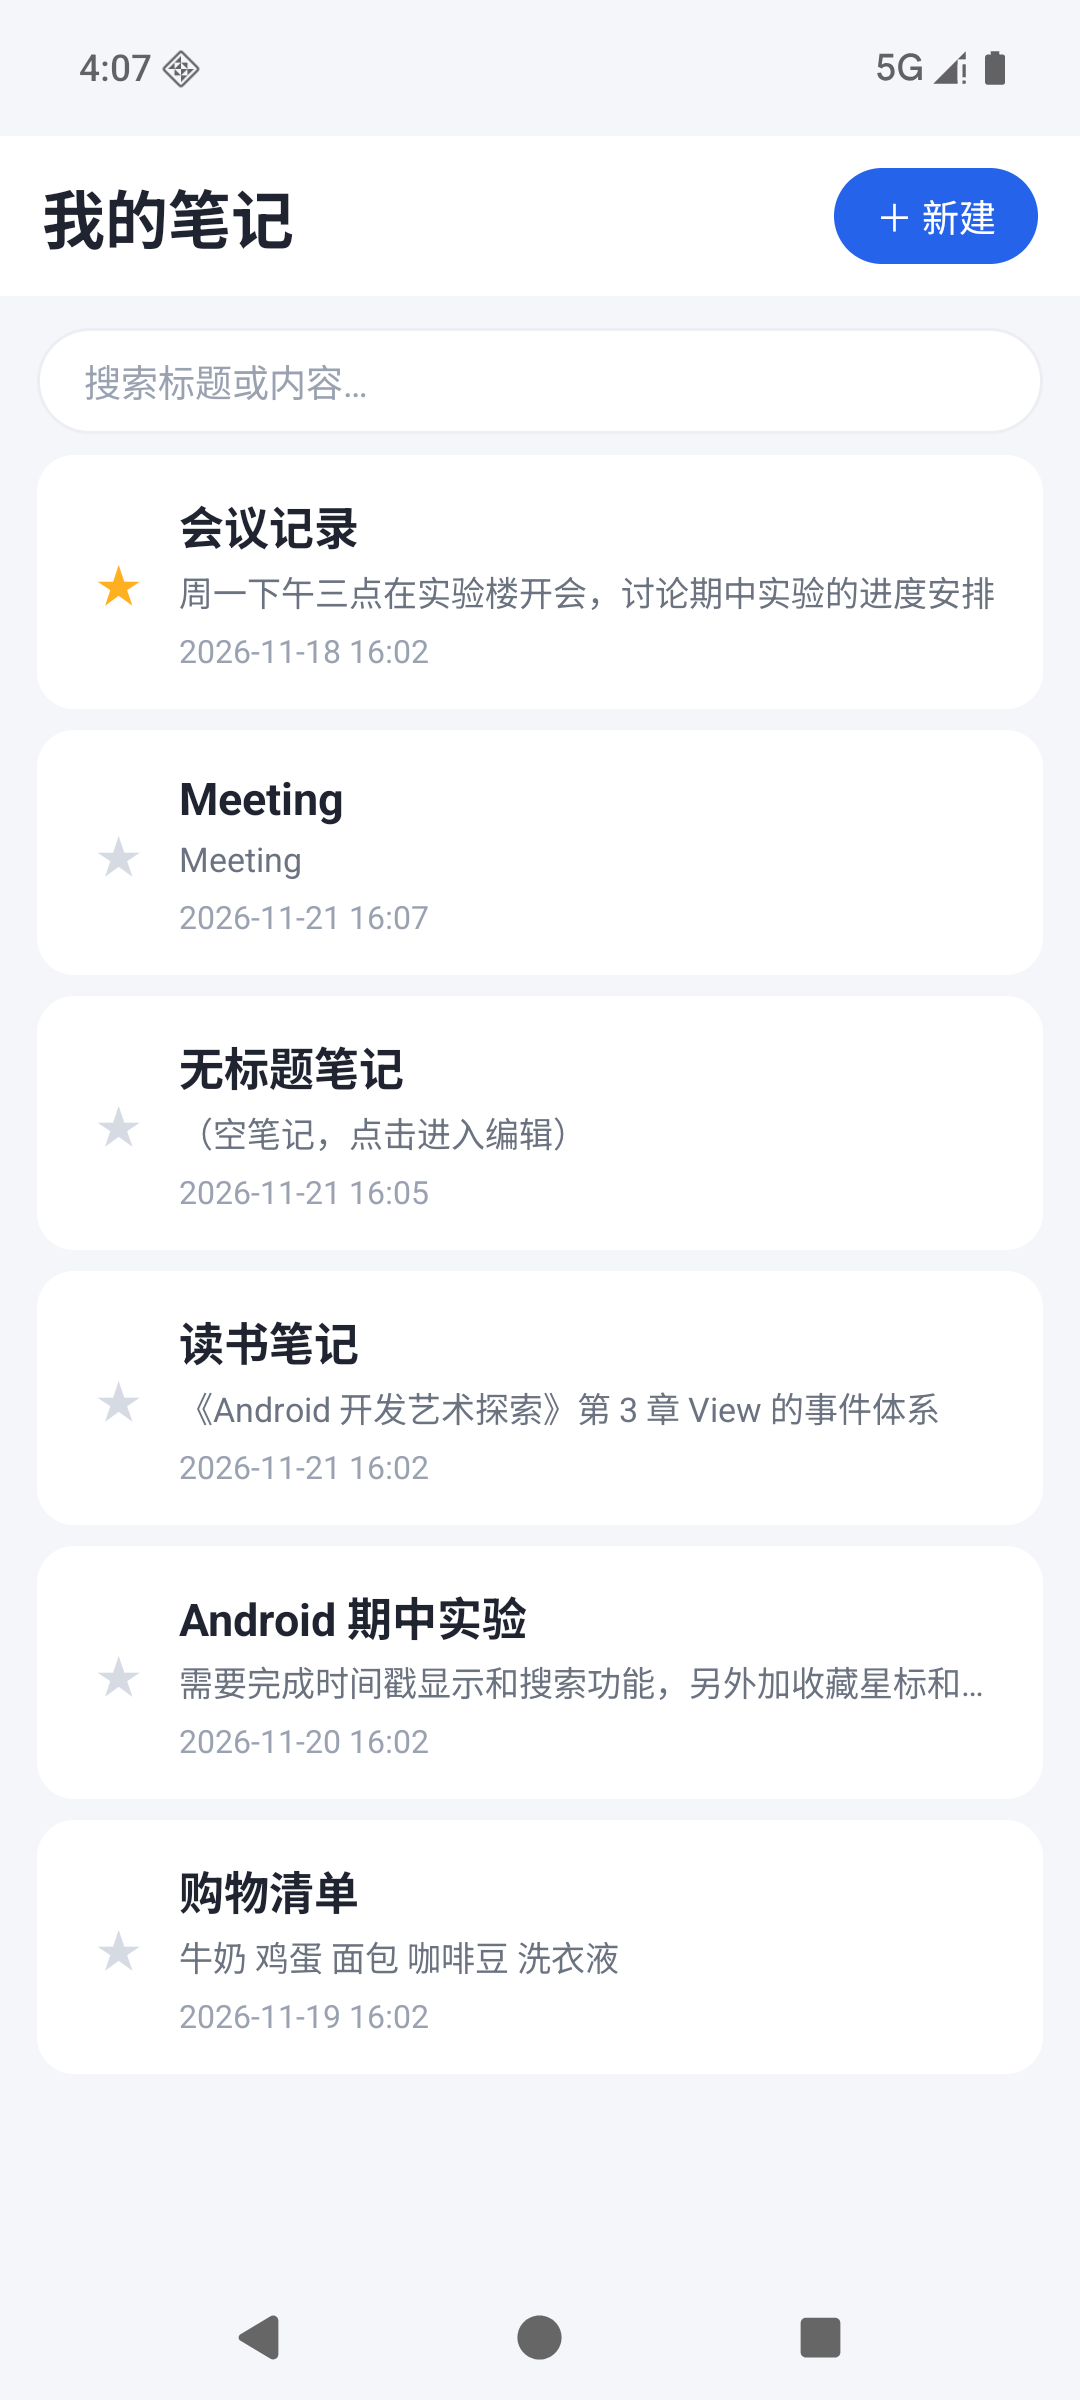 4:07
5G
我的笔记
＋ 新建
搜索标题或内容...
会议记录
周一下午三点在实验楼开会，讨论期中实验的进度安排
2026-11-18 16:02
Meeting
Meeting
2026-11-21 16:07
无标题笔记
（空笔记，点击进入编辑）
2026-11-21 16:05
读书笔记
《Android 开发艺术探索》第 3 章 View 的事件体系
2026-11-21 16:02
Android 期中实验
需要完成时间戳显示和搜索功能，另外加收藏星标和...
2026-11-20 16:02
购物清单
牛奶 鸡蛋 面包 咖啡豆 洗衣液
2026-11-19 16:02